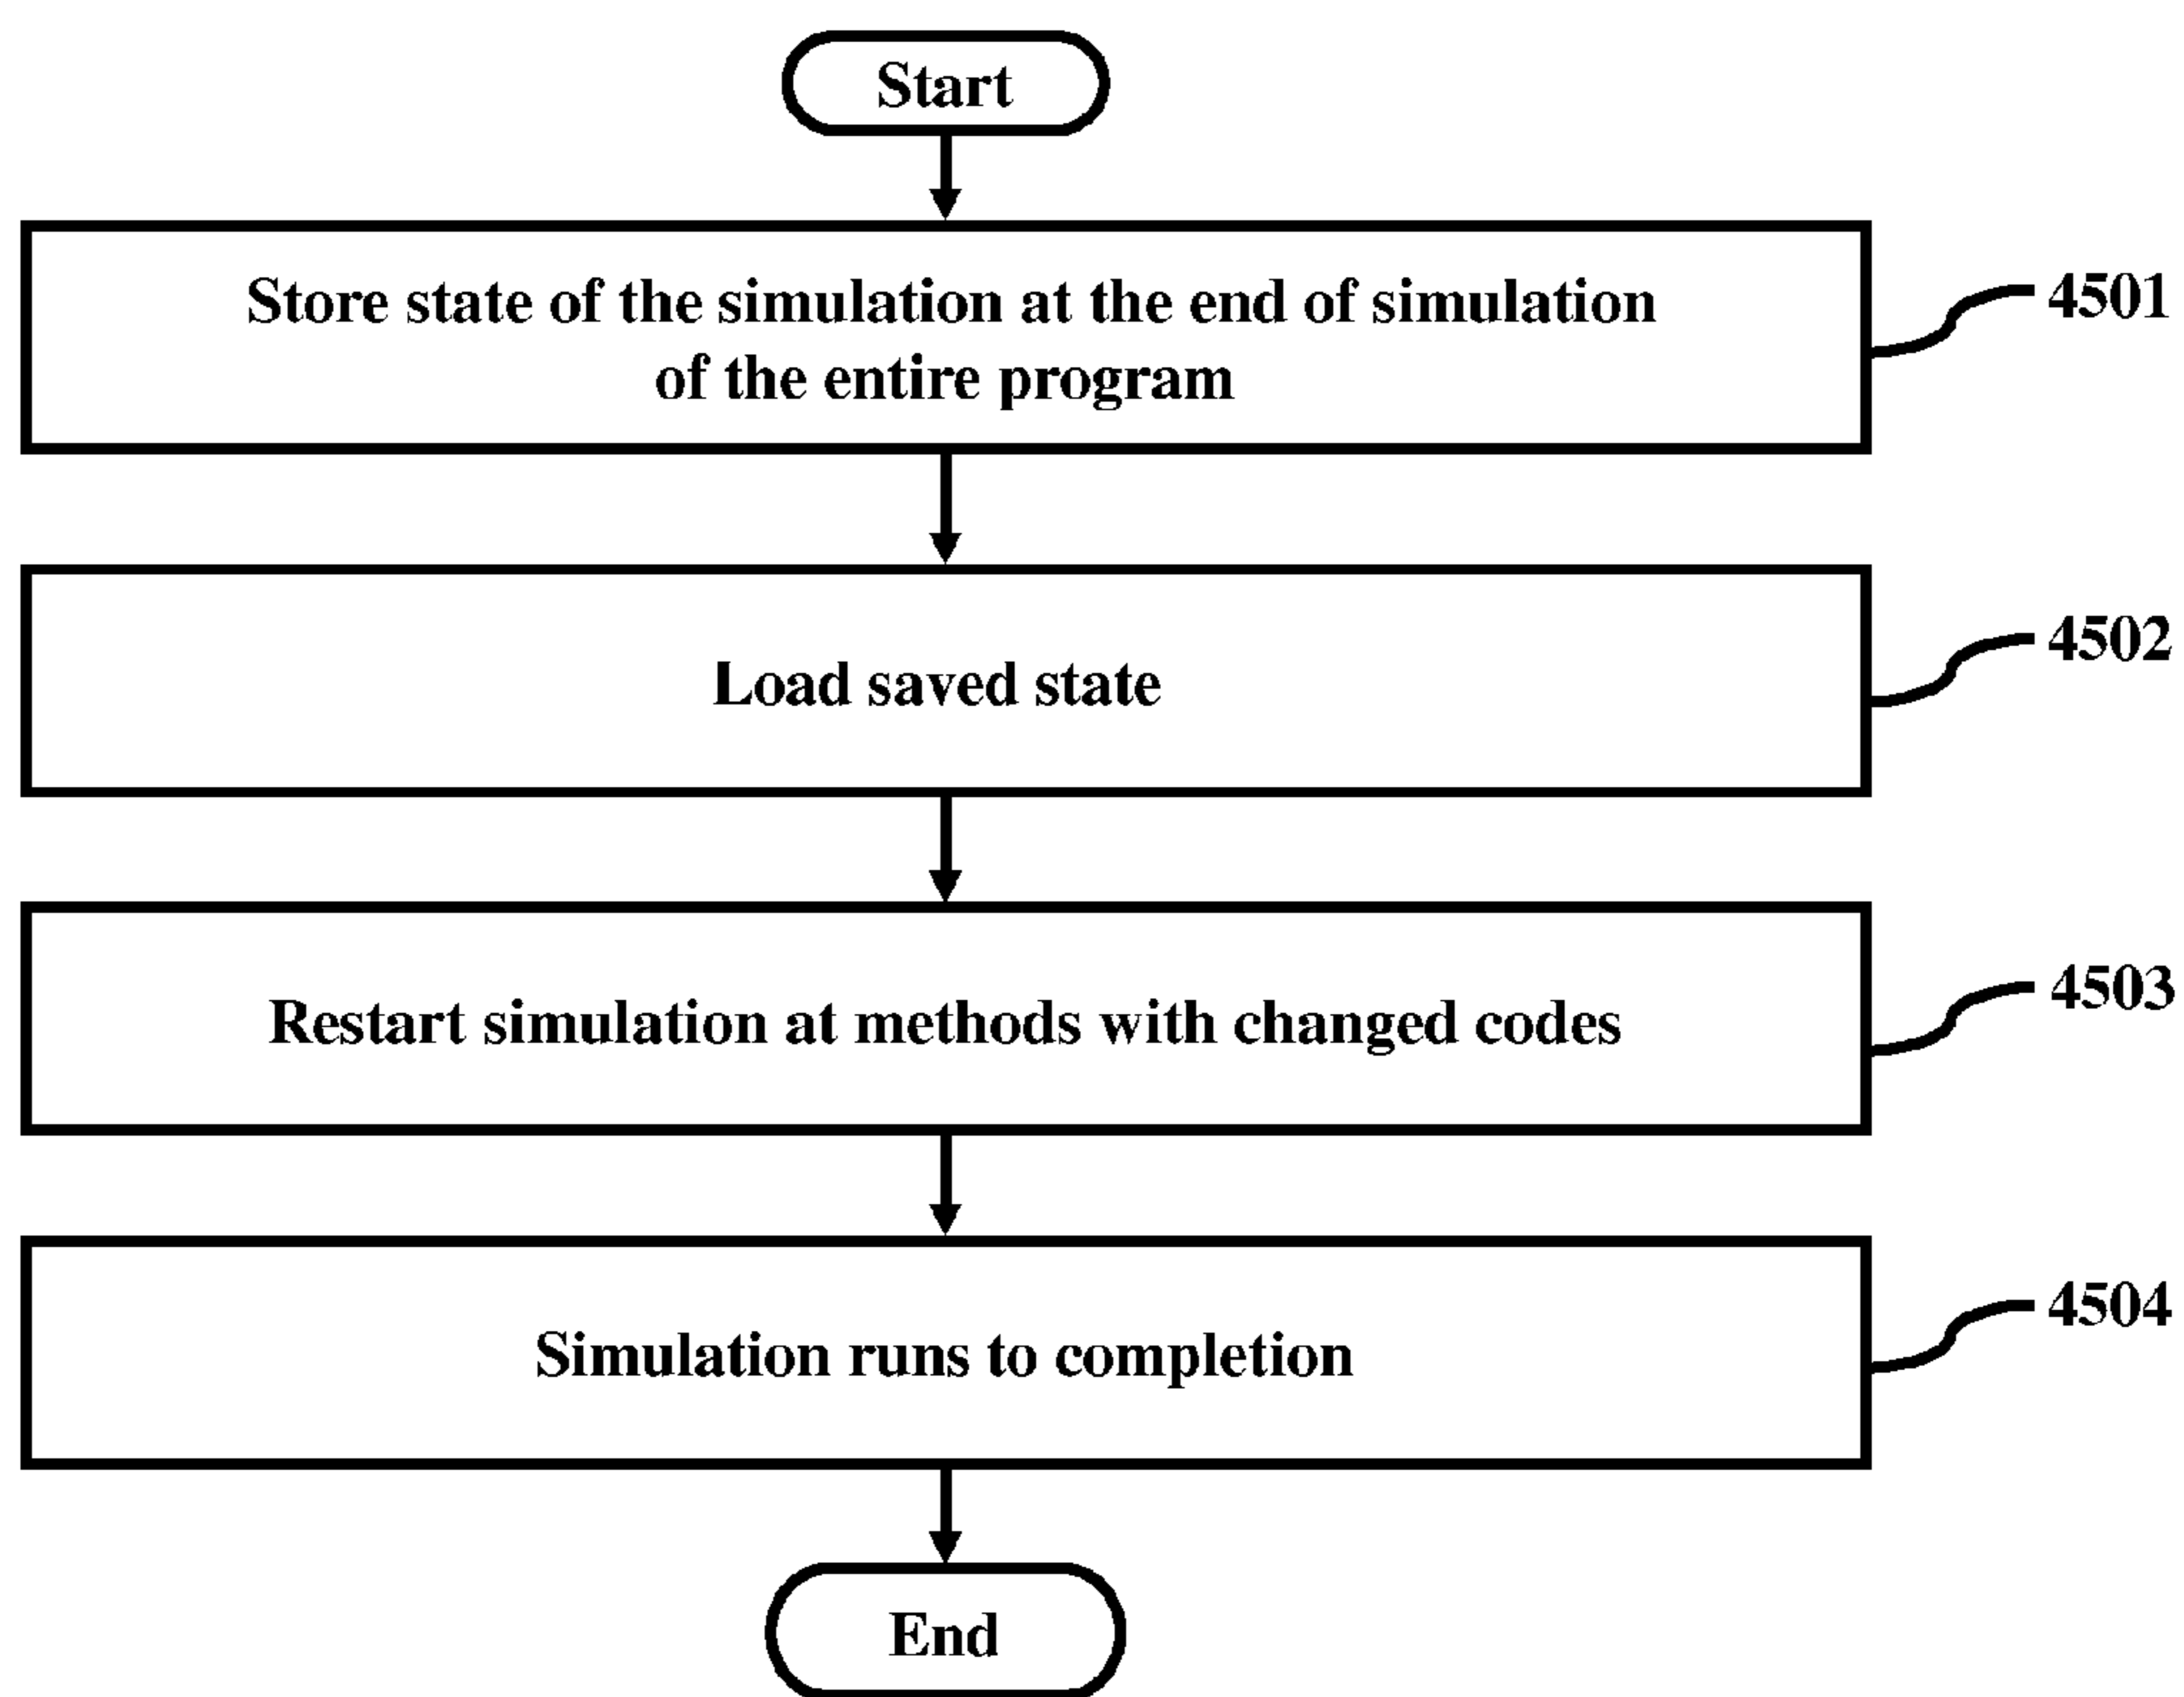 Start
Store state of the simulation at the end of simulation
of the entire program
4501
Load saved state
4502
Restart simulation at methods with changed codes
4503
Simulation runs to completion
4504
End